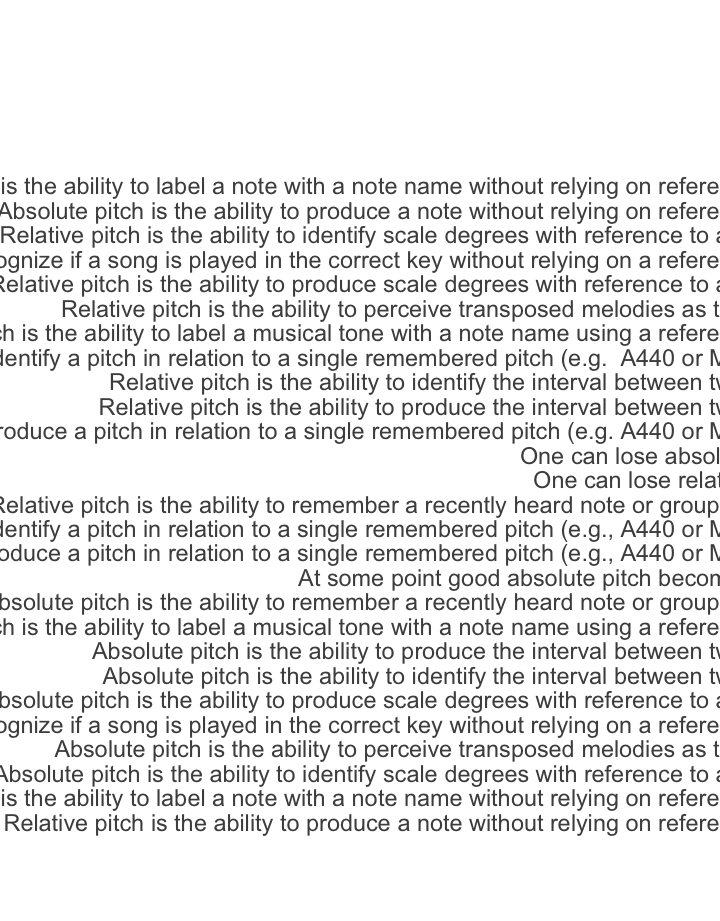 is the ability to label a note with a note name without relying on refere
Absolute pitch is the ability to produce a note without relying on refere
Relative pitch is the ability to identify scale degrees with reference to a
ognize if a song is played in the correct key without relying on a refere
Relative pitch is the ability to produce scale degrees with reference to a
Relative pitch is the ability to perceive transposed melodies as t
ch is the ability to label a musical tone with a note name using a refere
dentify a pitch in relation to a single remembered pitch (e.g.  A440 or M
Relative pitch is the ability to identify the interval between tw
Relative pitch is the ability to produce the interval between tw
roduce a pitch in relation to a single remembered pitch (e.g. A440 or M
One can lose absol
One can lose relat
Relative pitch is the ability to remember a recently heard note or group
dentify a pitch in relation to a single remembered pitch (e.g., A440 or M
oduce a pitch in relation to a single remembered pitch (e.g., A440 or M
At some point good absolute pitch becom
bsolute pitch is the ability to remember a recently heard note or group
ch is the ability to label a musical tone with a note name using a refere
Absolute pitch is the ability to produce the interval between tw
Absolute pitch is the ability to identify the interval between tw
bsolute pitch is the ability to produce scale degrees with reference to a
ognize if a song is played in the correct key without relying on a refere
Absolute pitch is the ability to perceive transposed melodies as t
Absolute pitch is the ability to identify scale degrees with reference to a
is the ability to label a note with a note name without relying on refere
Relative pitch is the ability to produce a note without relying on refere